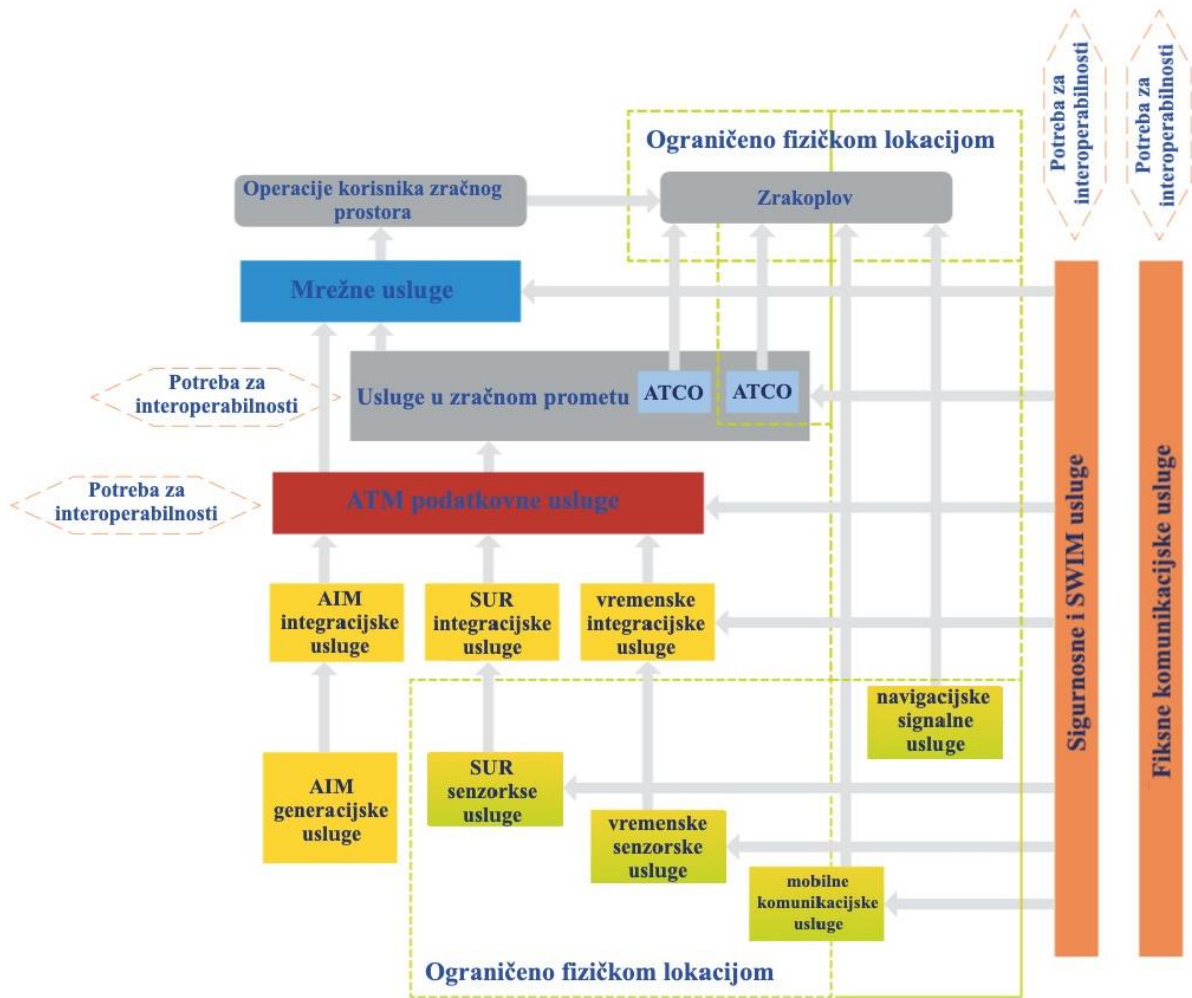 Potreba za
interoperabilnosti
Potreba za
interoperabilnosti
Ograničeno fizičkom lokacijom
Operacije korisnika zračnog
prostora
Zrakoplov
Mrežne usluge
Potreba za
interoperabilnosti
Usluge u zračnom prometu
ATCO
ATCO
Potreba za
interoperabilnosti
ATM podatkovne usluge
AIM
integracijske
usluge
SUR
integracijske
usluge
vremenske
integracijske
usluge
navigacijske
signalne
usluge
AIM
generacijske
usluge
SUR
senzorkse
usluge
vremenske
senzorske
usluge
mobilne
komunikacijske
usluge
Ograničeno fizičkom lokacijom
Sigurnosne i SWIM usluge
Fiksne komunikacijske usluge